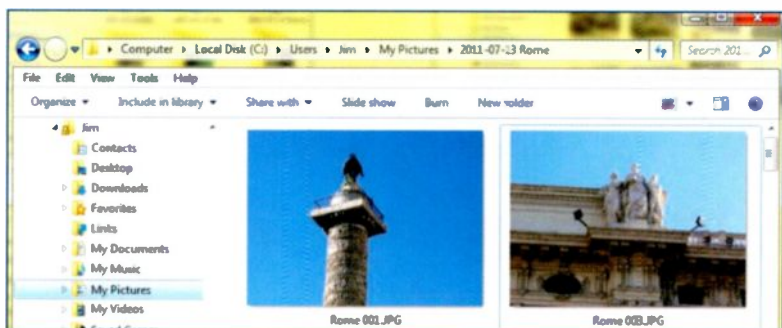 Computer ▸ Local Disk (C:) ▸ Users ▸ Jim ▸ My Pictures ▸ 2011-07-13 Rome
Search 201...
File Edit View Tools Help
Organize Include in library Share with Slide show Burn New folder
Jim
Contacts
Desktop
Downloads
Favorites
Links
My Documents
My Music
My Pictures
My Videos
Rome 001.JPG Rome 003.JPG